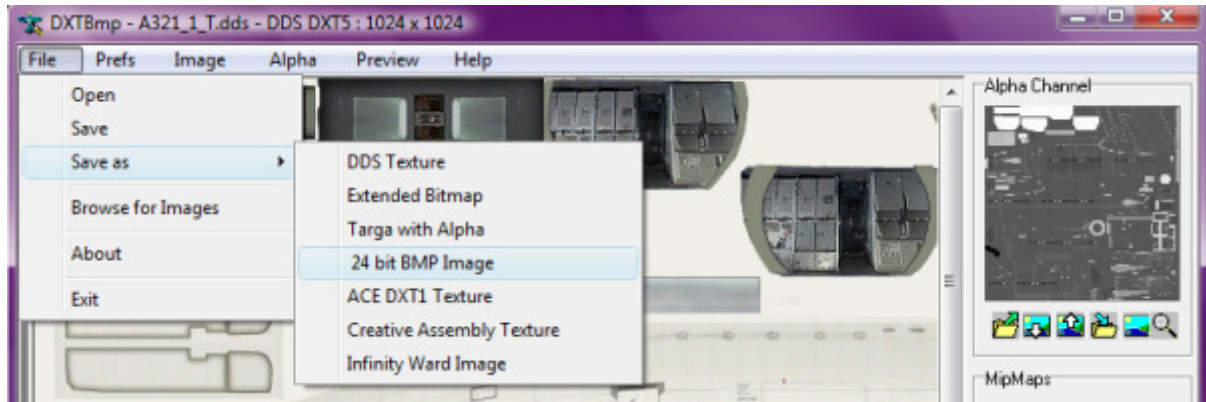 DXTBmp - A321_1_T.dds - DDS DXT5 : 1024 x 1024
File Prefs Image Alpha Preview Help
Open
Save
Save as
Browse for Images
About
Exit
DDS Texture
Extended Bitmap
Targa with Alpha
24 bit BMP Image
ACE DXT1 Texture
Creative Assembly Texture
Infinity Ward Image
Alpha Channel
MipMaps